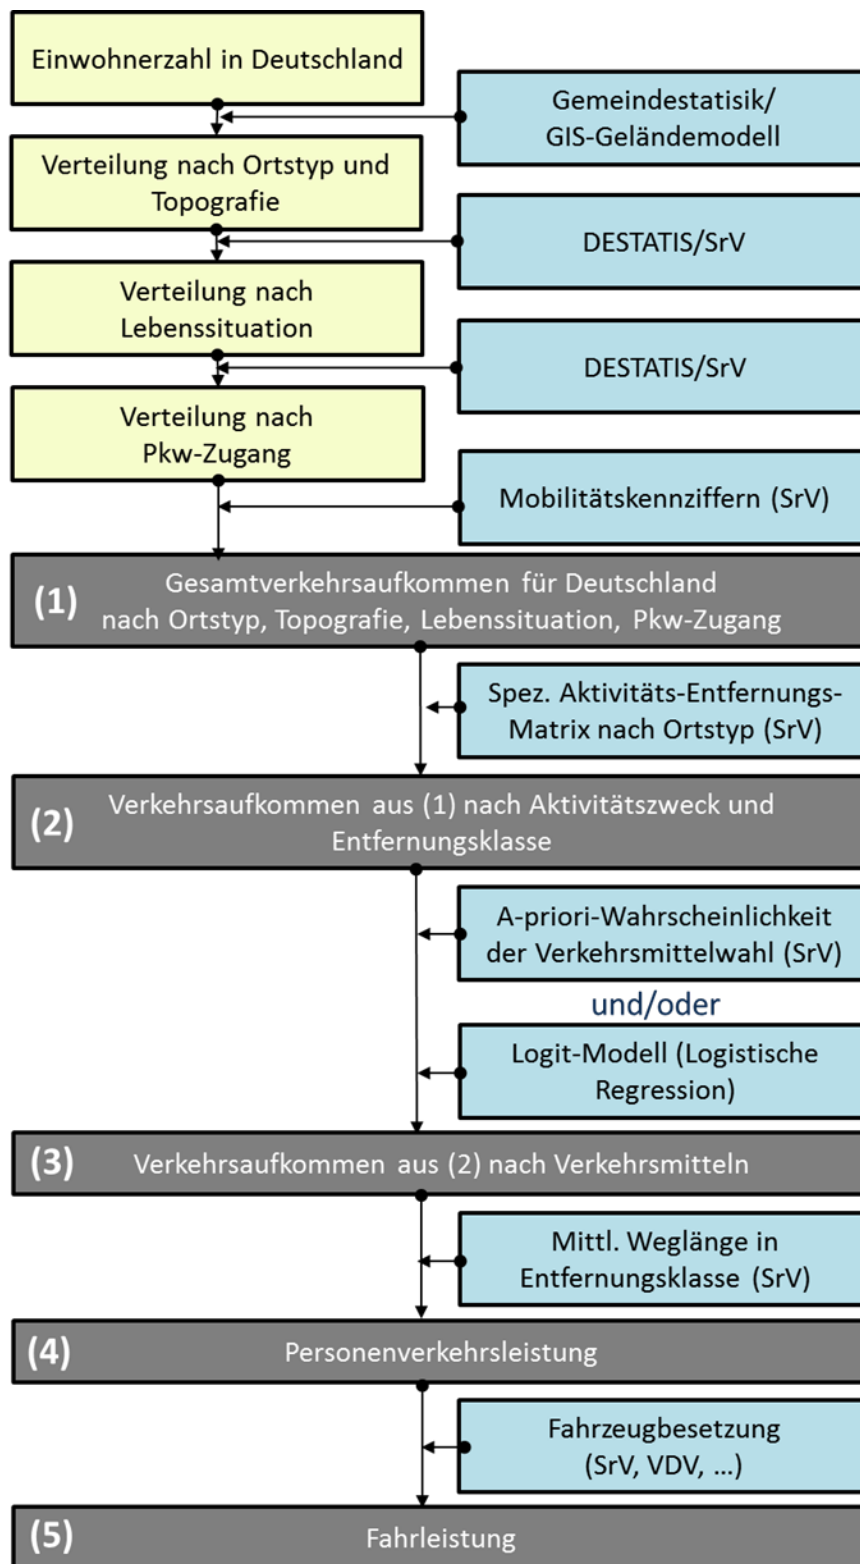 Einwohnerzahl in Deutschland
Gemeindestatisik/
GIS-Geländemodell
Verteilung nach Ortstyp und
Topografie
DESTATIS/SrV
Verteilung nach
Lebenssituation
DESTATIS/SrV
Verteilung nach
Pkw-Zugang
Mobilitätskennziffern (SrV)
(1)
Gesamtverkehrsaufkommen für Deutschland
nach Ortstyp, Topografie, Lebenssituation, Pkw-Zugang
Spez. Aktivitäts-Entfernungs-
Matrix nach Ortstyp (SrV)
(2)
Verkehrsaufkommen aus (1) nach Aktivitätszweck und
Entfernungsklasse
A-priori-Wahrscheinlichkeit
der Verkehrsmittelwahl (SrV)
und/oder
Logit-Modell (Logistische
Regression)
(3)
Verkehrsaufkommen aus (2) nach Verkehrsmitteln
Mittl. Weglänge in
Entfernungsklasse (SrV)
(4)
Personenverkehrsleistung
Fahrzeugbesetzung
(SrV, VDV, ...)
(5)
Fahrleistung